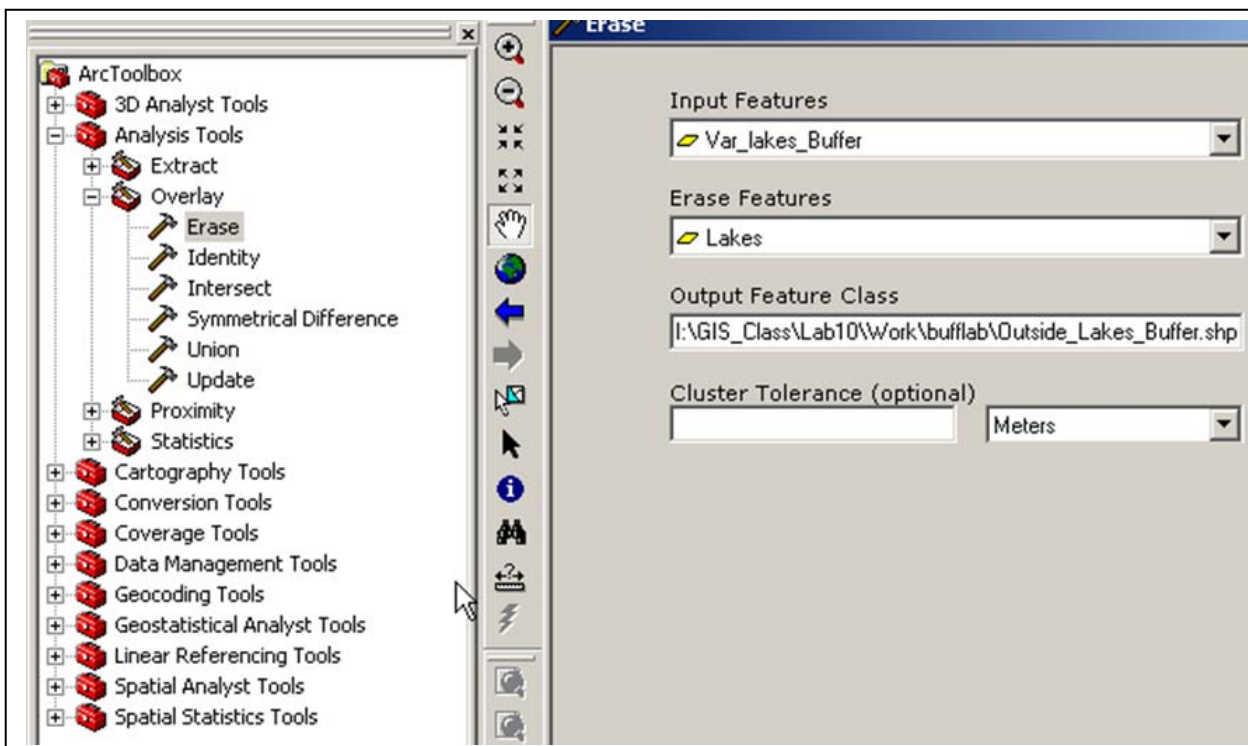 ArcToolbox
3D Analyst Tools
Analysis Tools
Extract
Overlay
Erase
Identity
Intersect
Symmetrical Difference
Union
Update
Proximity
Statistics
Cartography Tools
Conversion Tools
Coverage Tools
Data Management Tools
Geocoding Tools
Geostatistical Analyst Tools
Linear Referencing Tools
Spatial Analyst Tools
Spatial Statistics Tools
Erase
Input Features
Var_lakes_Buffer
Erase Features
Lakes
Output Feature Class
I:\GIS_Class\Lab10\Work\bufflab\Outside_Lakes_Buffer.shp
Cluster Tolerance (optional)
Meters